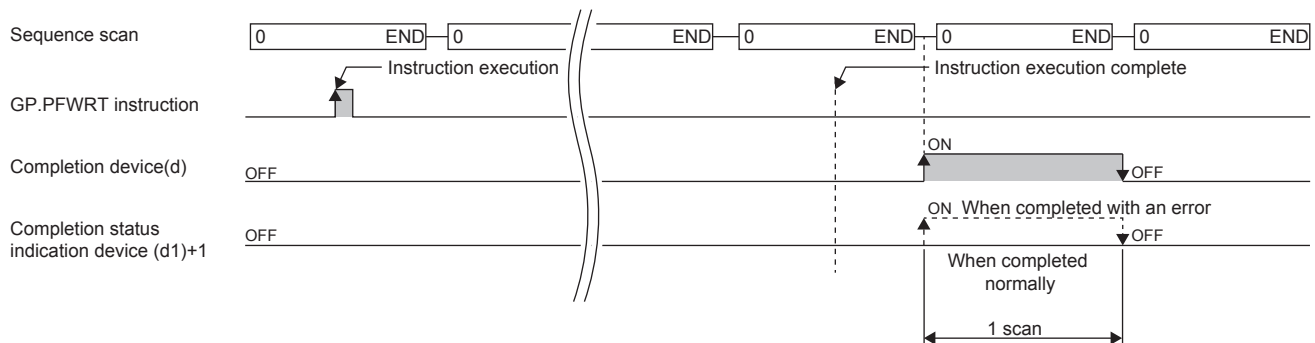 Sequence scan
0 END 0 END 0 END 0 END 0 END
Instruction execution
Instruction execution complete
GP.PFWRT instruction
ON
Completion device(d)
OFF
OFF
ON When completed with an error
Completion status
indication device (d1)+1
OFF
OFF
When completed
normally
1 scan